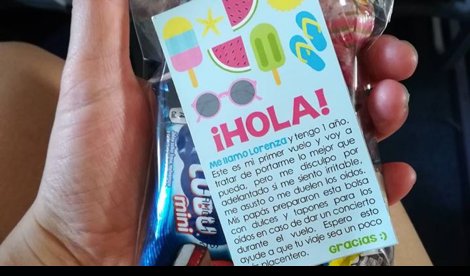 ¡HOLA!
Me llamo Lorenza y tengo 1 año.
Este es mi primer vuelo y voy a
tratar de portarme lo mejor que
pueda, pero me disculpo por
adelantado si me siento irritable,
me asusto o me duelen los oídos.
Mis papás prepararon esta bolsa
con dulces y tapones para los
oídos en caso de dar un concierto
durante el vuelo. Espero esto
ayude a que tu viaje sea un poco
placentero.
Gracias :)
mini